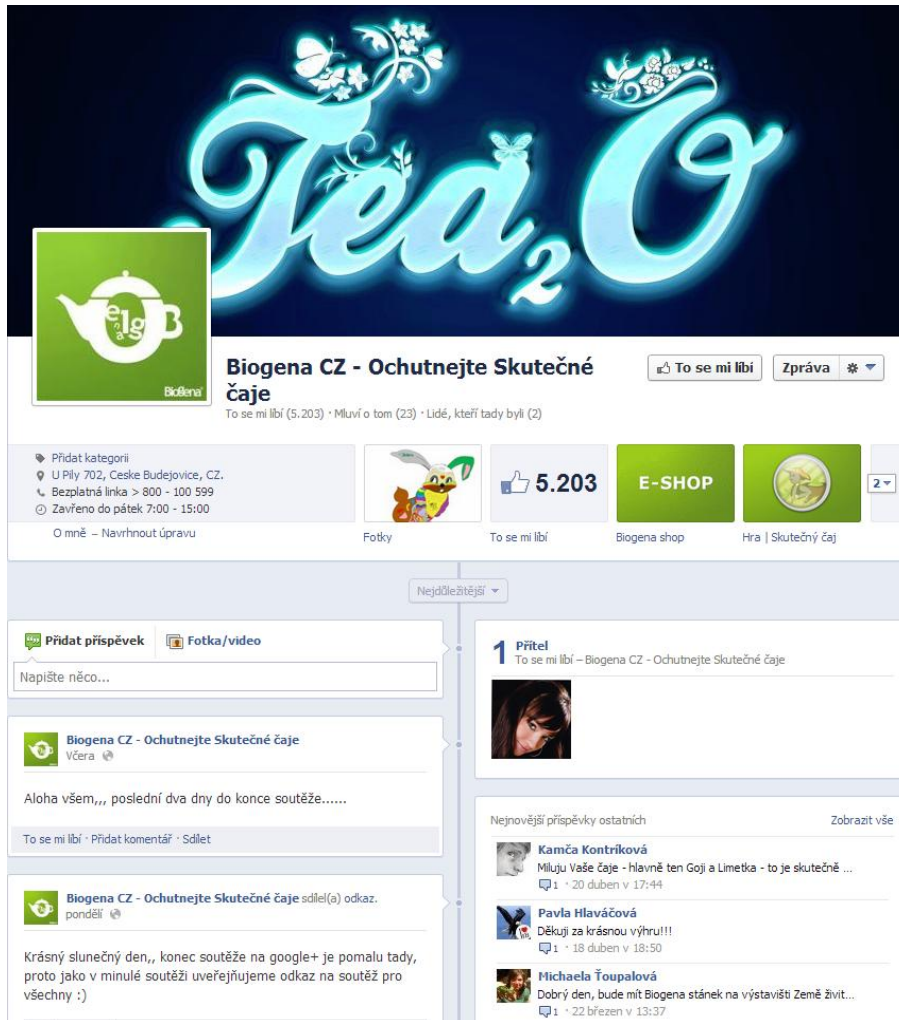 Tea₂O
BioGena
Biogena CZ - Ochutnejte Skutečné
čaje
To se mi líbí (5.203) · Mluví o tom (23) · Lidé, kteří tady byli (2)
To se mi líbí
Zpráva
Přidat kategorii
U Pily 702, Ceske Budejovice, CZ.
Bezplatná linka > 800 - 100 599
Zavřeno do pátek 7:00 - 15:00
O mně – Navrhnout úpravu
Fotky
5.203
To se mi líbí
E-SHOP
Biogena shop
Hra | Skutečný čaj
2
Nejdůležitější
Přidat příspěvek
Fotka/video
Napište něco...
Biogena CZ - Ochutnejte Skutečné čaje
Včera
Aloha všem,,, poslední dva dny do konce soutěže......
To se mi líbí · Přidat komentář · Sdílet
Biogena CZ - Ochutnejte Skutečné čaje sdílel(a) odkaz.
pondělí
Krásný slunečný den,, konec soutěže na google+ je pomalu tady,
proto jako v minulé soutěži uveřejňujeme odkaz na soutěž pro
všechny :)
1 Přítel
To se mi líbí – Biogena CZ - Ochutnejte Skutečné čaje
Nejnovější příspěvky ostatních
Zobrazit vše
Kamča Kontríková
Miluju Vaše čaje - hlavně ten Goji a Limetka - to je skutečně ...
1 · 20 duben v 17:44
Pavla Hlaváčová
Děkuji za krásnou výhru!!!
1 · 18 duben v 18:50
Michaela Ťoupalová
Dobrý den, bude mít Biogena stánek na výstavišti Země živit...
1 · 22 březen v 13:37